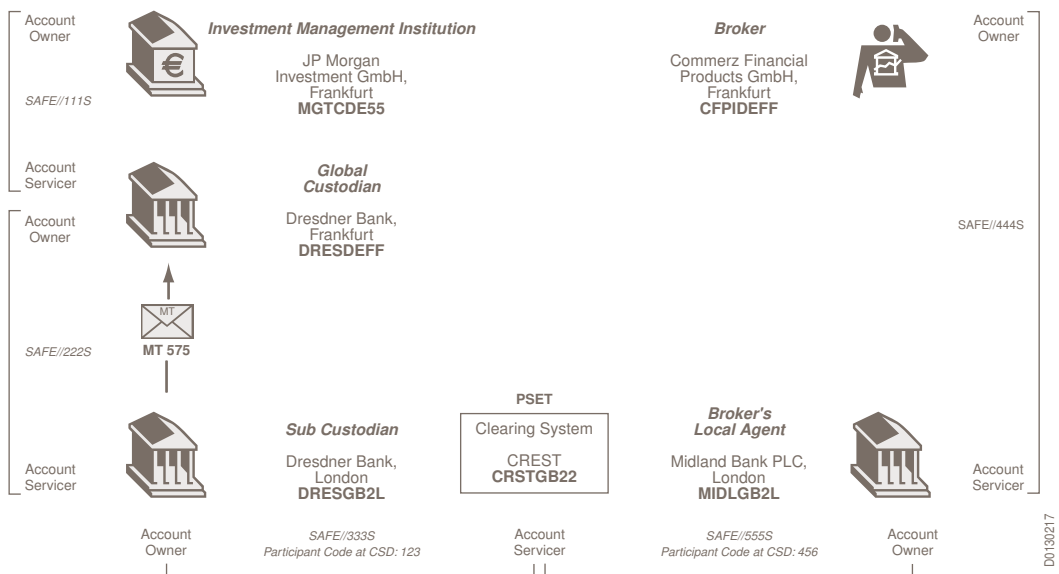 Account
Owner
Investment Management Institution
Broker
Account
Owner
JP Morgan
Investment GmbH,
Frankfurt
MGTCDE55
Commerz Financial
Products GmbH,
Frankfurt
CFPIDEFF
€
SAFE//111S
Account
Servicer
Global
Custodian
Account
Owner
Dresdner Bank,
Frankfurt
DRESDEFF
SAFE//444S
MT
MT 575
SAFE//222S
PSET
Sub Custodian
Clearing System
Broker's
Local Agent
Account
Servicer
Dresdner Bank,
London
DRESGB2L
CREST
CRSTGB22
Midland Bank PLC,
London
MIDLGB2L
Account
Servicer
Account
Owner
SAFE//333S
Participant Code at CSD: 123
Account
Servicer
SAFE//555S
Participant Code at CSD: 456
Account
Owner
D0130217